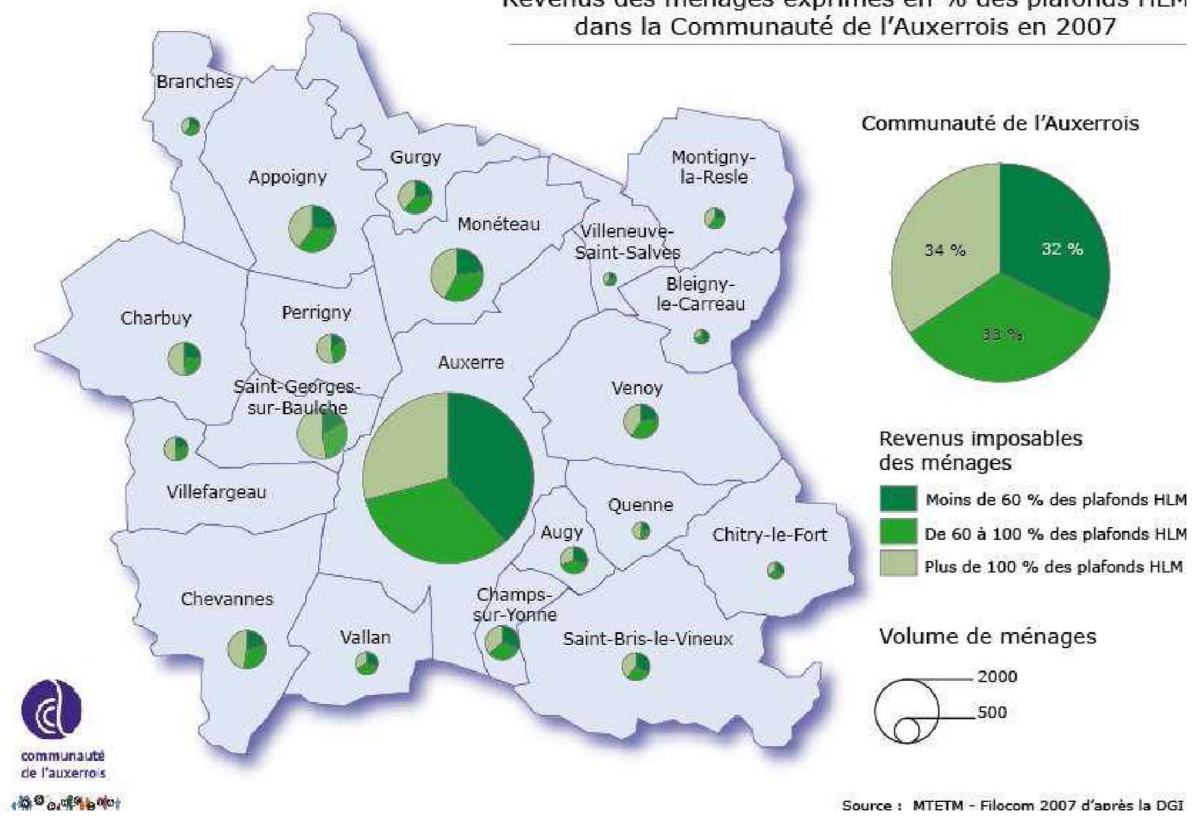 Revenus des ménages exprimés en % des plafonds HLM
dans la Communauté de l'Auxerrois en 2007
Branches
Appoigny
Gurgy
Monéteau
Montigny-
la-Resle
Villeneuve-
Saint-Salves
Bleigny-
le-Carreau
Charbuy
Perrigny
Auxerre
Saint-Georges-
sur-Baulche
Venoy
Villefargeau
Quenne
Augy
Chitry-le-Fort
Chevannes
Champs-
sur-Yonne
Vallan
Saint-Bris-le-Vineux
Communauté de l'Auxerrois
34 %
32 %
33 %
Revenus imposables
des ménages
Moins de 60 % des plafonds HLM
De 60 à 100 % des plafonds HLM
Plus de 100 % des plafonds HLM
Volume de ménages
2000
500
communauté
de l'auxerrois
Source : MTETM - Filocom 2007 d'après la DGI